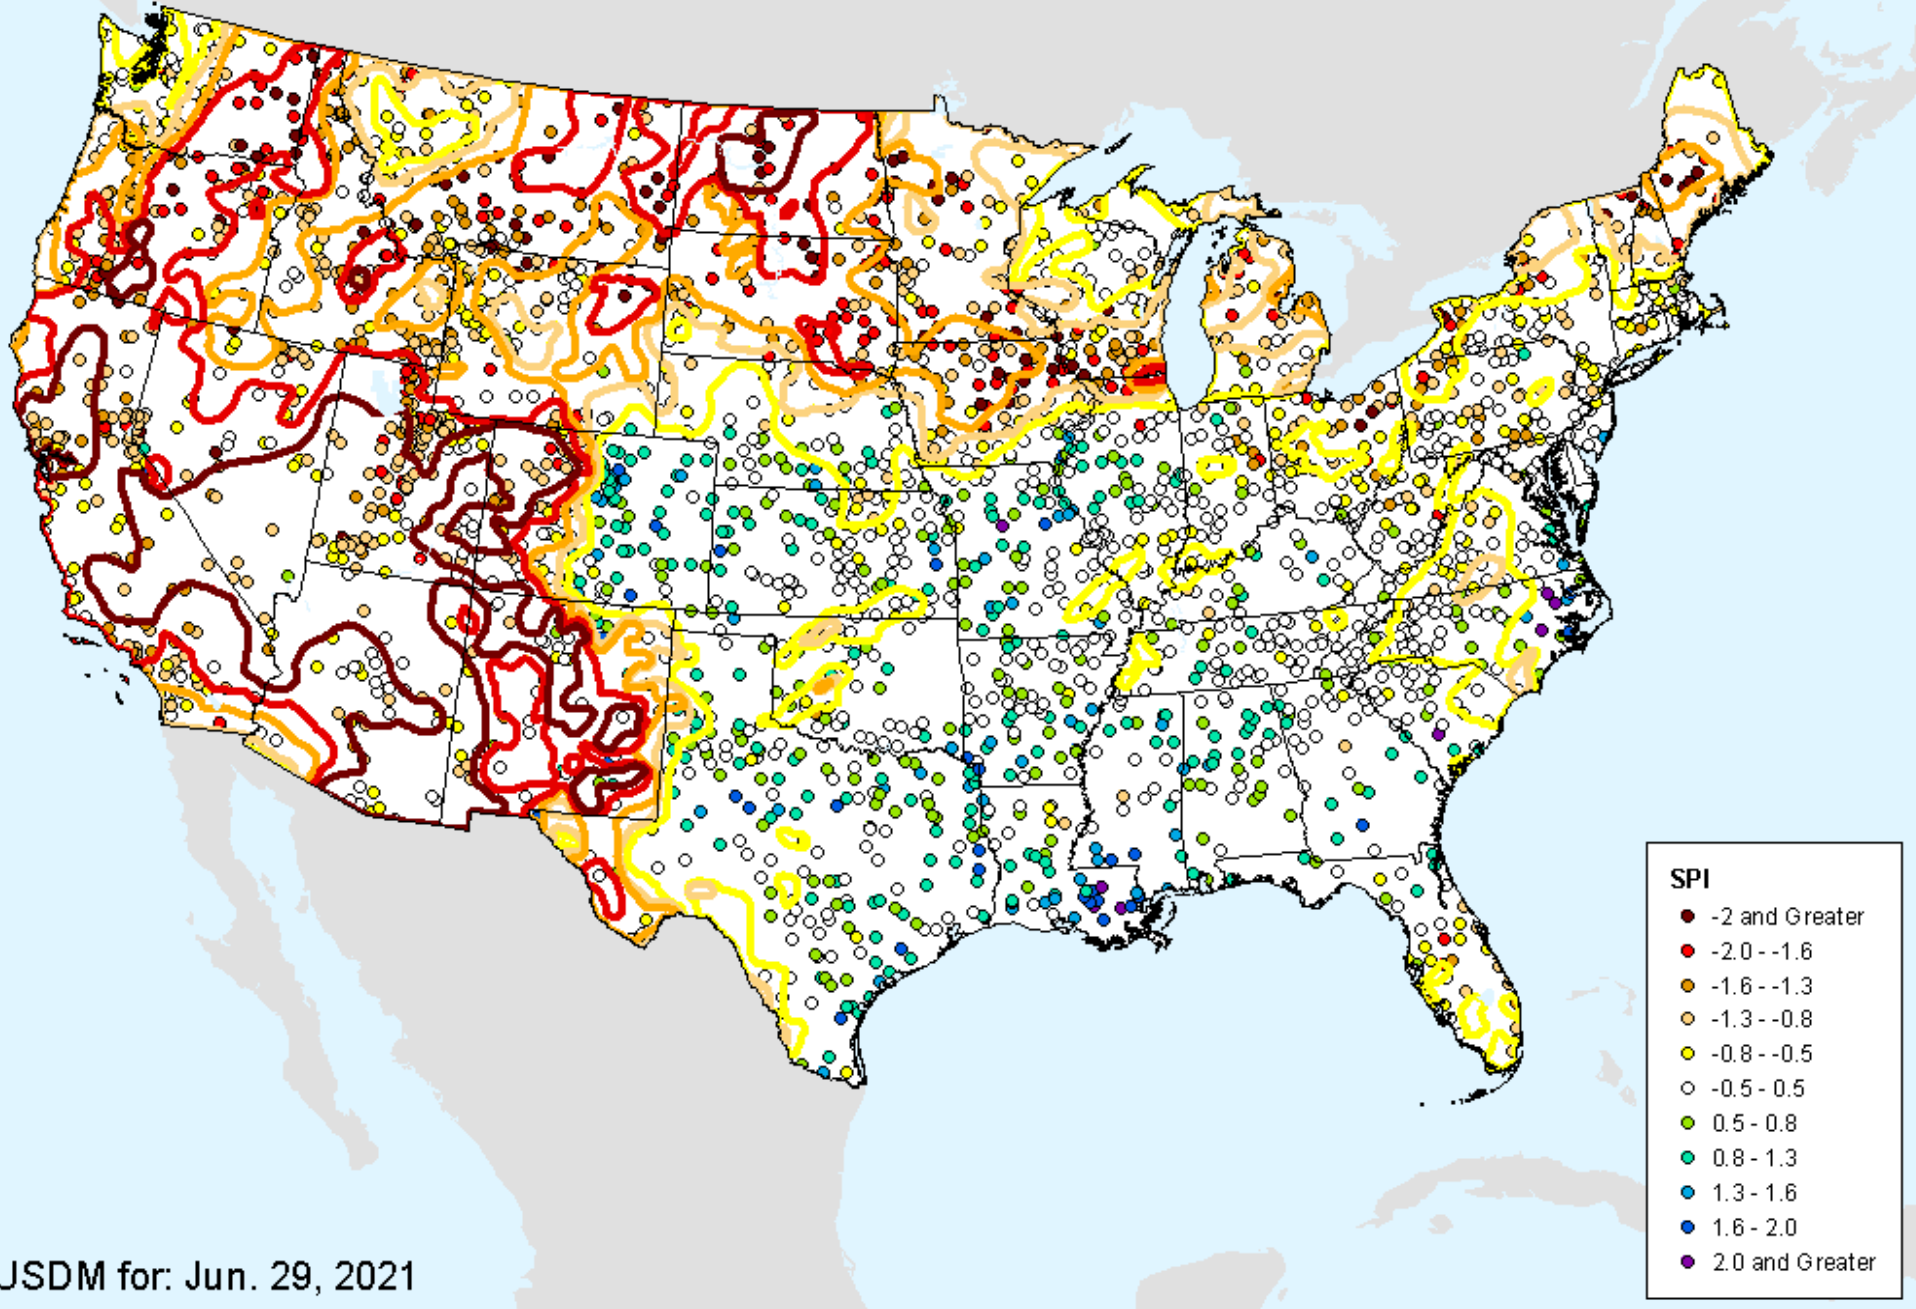 SPI
-2 and Greater
-2.0 - -1.6
-1.6 - -1.3
-1.3 - -0.8
-0.8 - -0.5
-0.5 - 0.5
0.5 - 0.8
0.8 - 1.3
1.3 - 1.6
1.6 - 2.0
2.0 and Greater
USDM for: Jun. 29, 2021